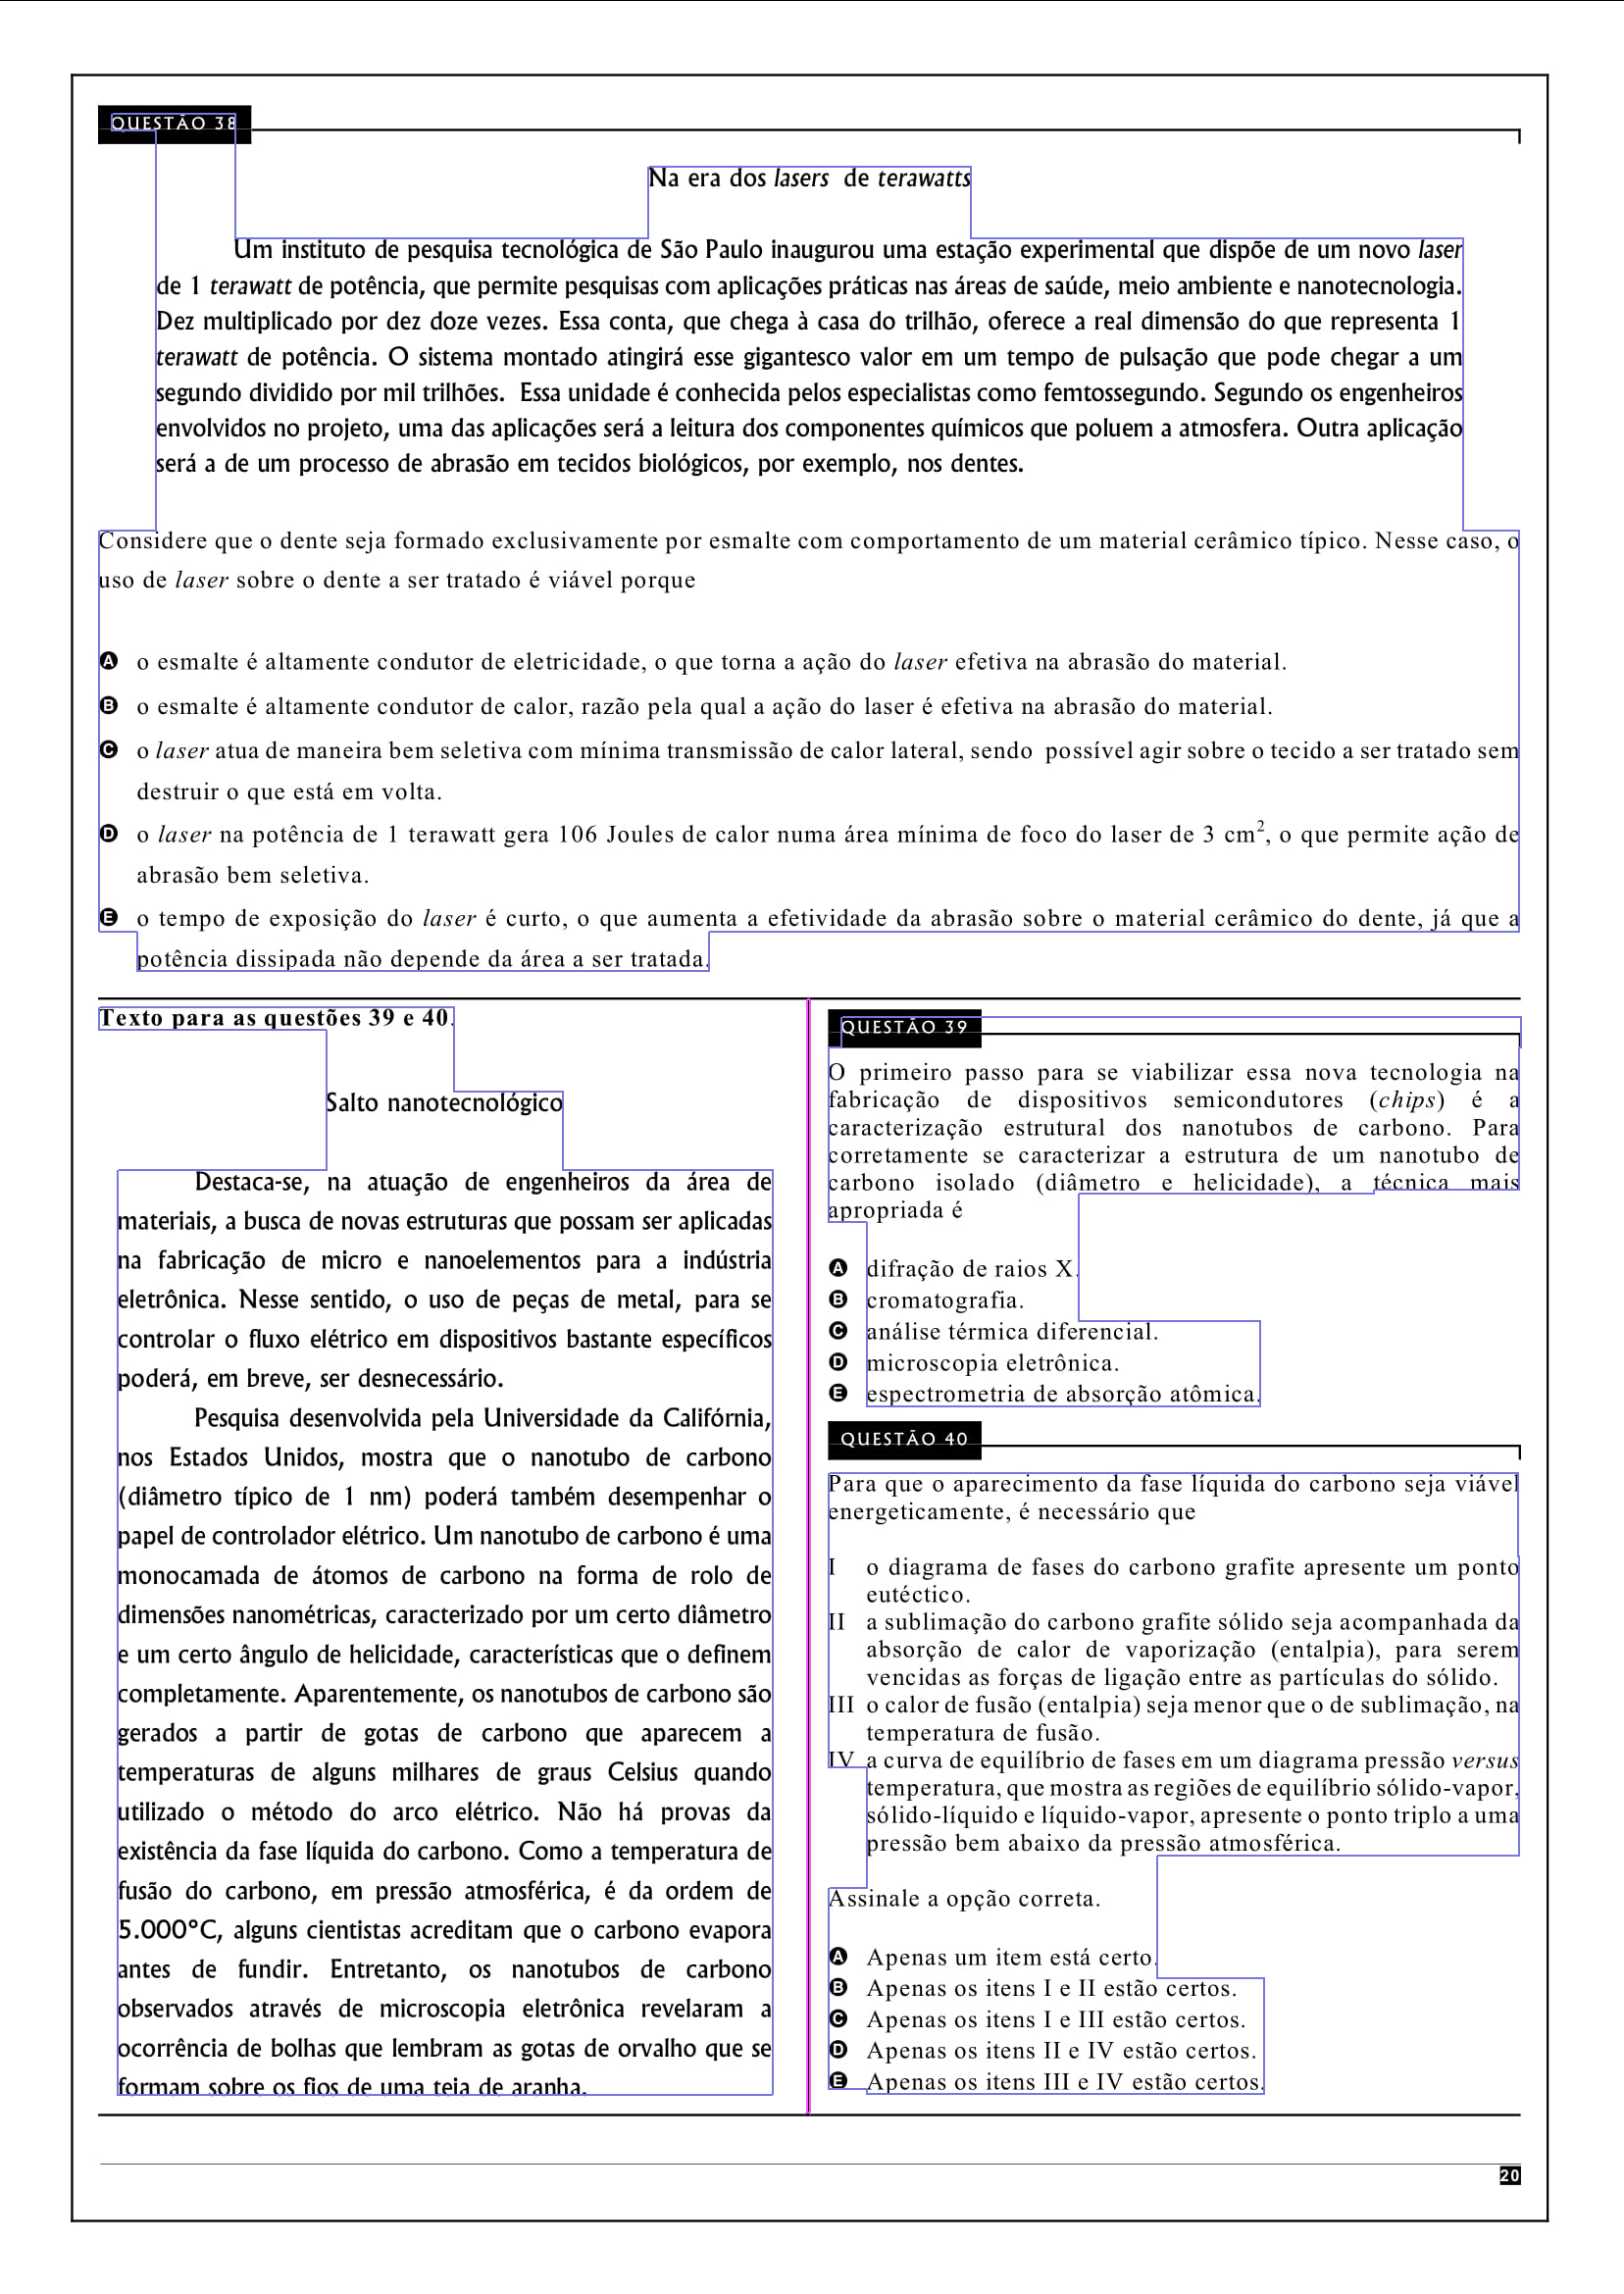 QUESTÃO 38
Na era dos lasers de terawatts
Um instituto de pesquisa tecnológica de São Paulo inaugurou uma estação experimental que dispõe de um novo laser
de 1 terawatt de potência, que permite pesquisas com aplicações práticas nas áreas de saúde, meio ambiente e nanotecnologia.
Dez multiplicado por dez doze vezes. Essa conta, que chega à casa do trilhão, oferece a real dimensão do que representa 1
terawatt de potência. O sistema montado atingirá esse gigantesco valor em um tempo de pulsação que pode chegar a um
segundo dividido por mil trilhões. Essa unidade é conhecida pelos especialistas como femtossegundo. Segundo os engenheiros
envolvidos no projeto, uma das aplicações será a leitura dos componentes químicos que poluem a atmosfera. Outra aplicação
será a de um processo de abrasão em tecidos biológicos, por exemplo, nos dentes.
Considere que o dente seja formado exclusivamente por esmalte com comportamento de um material cerâmico típico. Nesse caso, o
uso de laser sobre o dente a ser tratado é viável porque
A o esmalte é altamente condutor de eletricidade, o que torna a ação do laser efetiva na abrasão do material.
B o esmalte é altamente condutor de calor, razão pela qual a ação do laser é efetiva na abrasão do material.
C o laser atua de maneira bem seletiva com mínima transmissão de calor lateral, sendo possível agir sobre o tecido a ser tratado sem
destruir o que está em volta.
D o laser na potência de 1 terawatt gera 106 Joules de calor numa área mínima de foco do laser de 3 cm², o que permite ação de
abrasão bem seletiva.
E o tempo de exposição do laser é curto, o que aumenta a efetividade da abrasão sobre o material cerâmico do dente, já que a
potência dissipada não depende da área a ser tratada.
Texto para as questões 39 e 40.
Salto nanotecnológico
Destaca-se, na atuação de engenheiros da área de
materiais, a busca de novas estruturas que possam ser aplicadas
na fabricação de micro e nanoelementos para a indústria
eletrônica. Nesse sentido, o uso de peças de metal, para se
controlar o fluxo elétrico em dispositivos bastante específicos
poderá, em breve, ser desnecessário.
Pesquisa desenvolvida pela Universidade da Califórnia,
nos Estados Unidos, mostra que o nanotubo de carbono
(diâmetro típico de 1 nm) poderá também desempenhar o
papel de controlador elétrico. Um nanotubo de carbono é uma
monocamada de átomos de carbono na forma de rolo de
dimensões nanométricas, caracterizado por um certo diâmetro
e um certo ângulo de helicidade, características que o definem
completamente. Aparentemente, os nanotubos de carbono são
gerados a partir de gotas de carbono que aparecem a
temperaturas de alguns milhares de graus Celsius quando
utilizado o método do arco elétrico. Não há provas da
existência da fase líquida do carbono. Como a temperatura de
fusão do carbono, em pressão atmosférica, é da ordem de
5.000°C, alguns cientistas acreditam que o carbono evapora
antes de fundir. Entretanto, os nanotubos de carbono
observados através de microscopia eletrônica revelaram a
ocorrência de bolhas que lembram as gotas de orvalho que se
formam sobre os fios de uma teia de aranha.
QUESTÃO 39
O primeiro passo para se viabilizar essa nova tecnologia na
fabricação de dispositivos semicondutores (chips) é a
caracterização estrutural dos nanotubos de carbono. Para
corretamente se caracterizar a estrutura de um nanotubo de
carbono isolado (diâmetro e helicidade), a técnica mais
apropriada é
A difração de raios X.
B cromatografia.
C análise térmica diferencial.
D microscopia eletrônica.
E espectrometria de absorção atômica.
QUESTÃO 40
Para que o aparecimento da fase líquida do carbono seja viável
energeticamente, é necessário que
I o diagrama de fases do carbono grafite apresente um ponto
eutéctico.
II a sublimação do carbono grafite sólido seja acompanhada da
absorção de calor de vaporização (entalpia), para serem
vencidas as forças de ligação entre as partículas do sólido.
III o calor de fusão (entalpia) seja menor que o de sublimação, na
temperatura de fusão.
IV a curva de equilíbrio de fases em um diagrama pressão versus
temperatura, que mostra as regiões de equilíbrio sólido-vapor,
sólido-líquido e líquido-vapor, apresente o ponto triplo a uma
pressão bem abaixo da pressão atmosférica.
Assinale a opção correta.
A Apenas um item está certo.
B Apenas os itens I e II estão certos.
C Apenas os itens I e III estão certos.
D Apenas os itens II e IV estão certos.
E Apenas os itens III e IV estão certos.
20